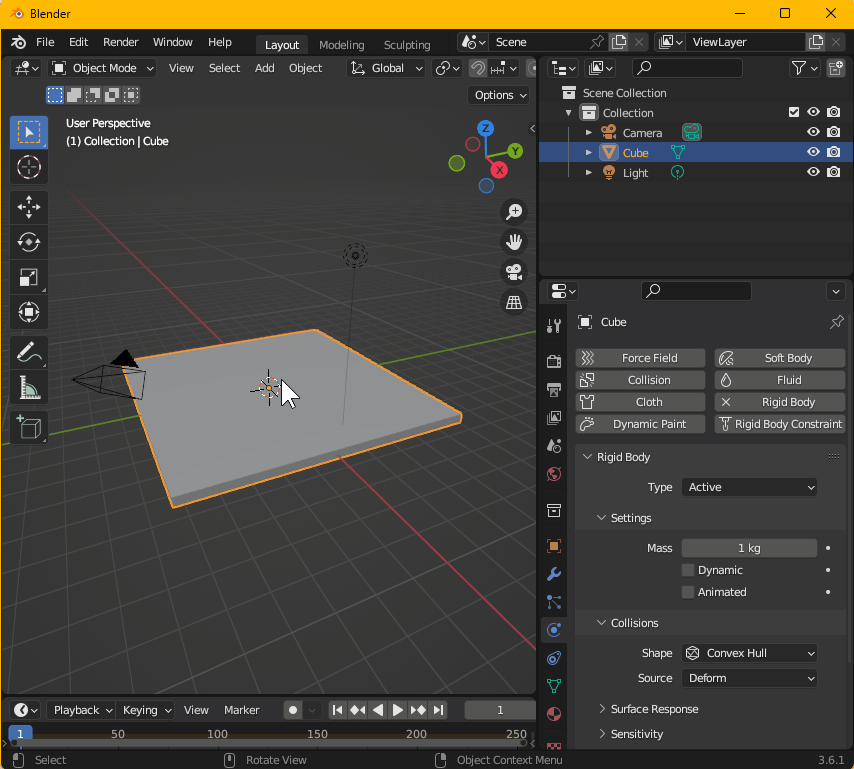 Blender
File Edit Render Window Help Layout Modeling Sculpting Scene ViewLayer
Object Mode View Select Add Object Global
Options
User Perspective
(1) Collection | Cube
Z
Y
X
Scene Collection
Collection
Camera
Cube
Light
Cube
Force Field Soft Body
Collision Fluid
Cloth Rigid Body
Dynamic Paint Rigid Body Constraint
Rigid Body
Type Active
Settings
Mass 1 kg
Dynamic
Animated
Collisions
Shape Convex Hull
Source Deform
Surface Response
Sensitivity
Playback Keying View Marker 1
1 50 100 150 200 250
Select Rotate View Object Context Menu 3.6.1